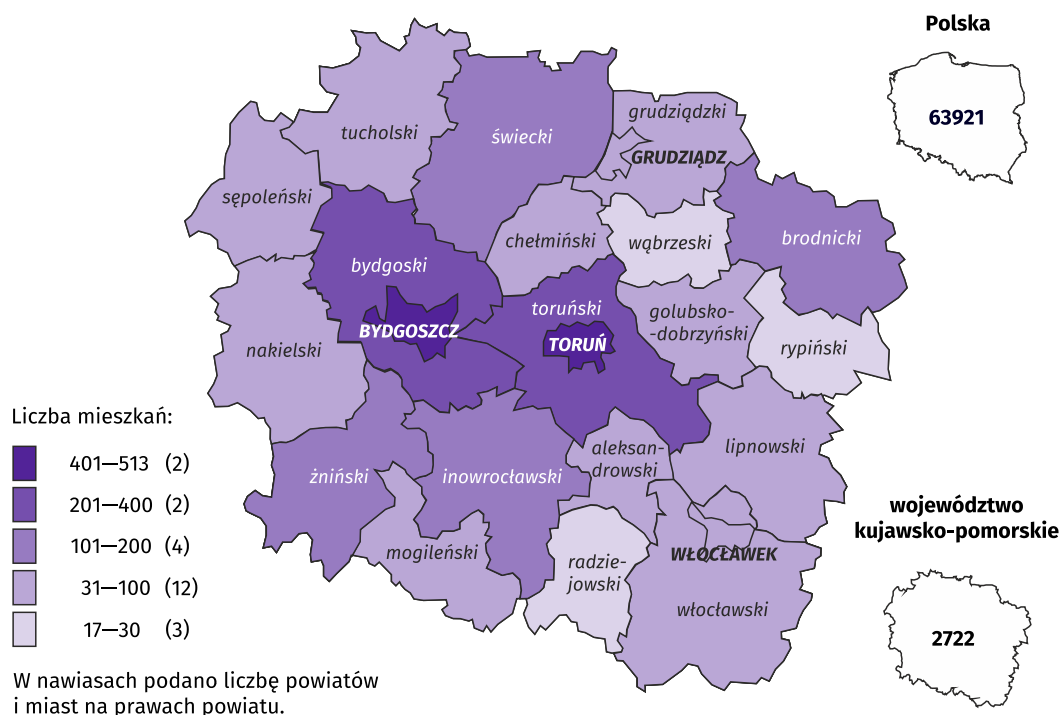 Polska
63921
tucholski
świecki
grudziądzki
GRUDZIĄDZ
sępoleński
chełmiński
wąbrzeski
brodnicki
bydgoski
BYDGOSZCZ
toruński
TORUŃ
golubsko-
-dobrzyński
rypiński
nakielski
Liczba mieszkań:
401—513 (2)
201—400 (2)
101—200 (4)
31—100 (12)
17—30 (3)
żniński
inowrocławski
aleksan-
drowski
lipnowski
mogileński
radzie-
jowski
WŁOCŁAWEK
włocławski
województwo
kujawsko-pomorskie
2722
W nawiasach podano liczbę powiatów
i miast na prawach powiatu.